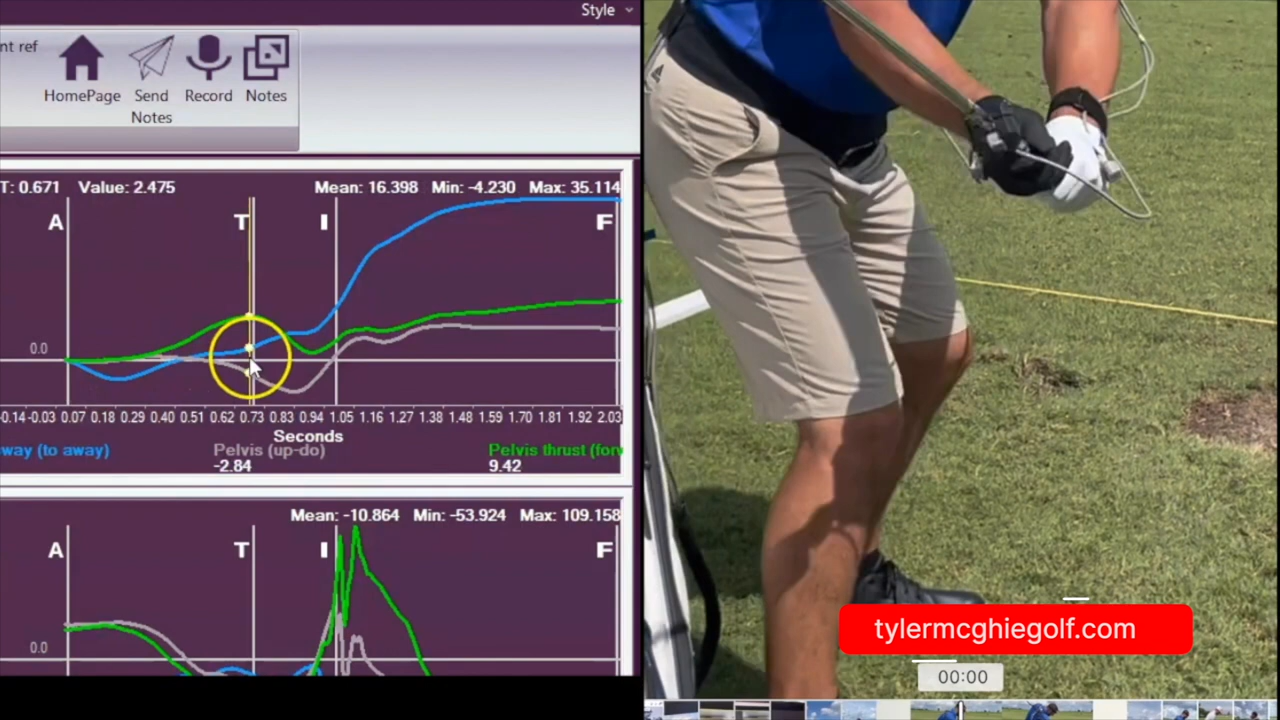 Style
nt ref
HomePage
Send
Notes
Record
Notes
T: 0.671 Value: 2.475 Mean: 16.398 Min: -4.230 Max: 35.114
A T I F
0.0
-0.14 -0.03 0.07 0.18 0.29 0.40 0.51 0.62 0.73 0.83 0.94 1.05 1.16 1.27 1.38 1.48 1.59 1.70 1.81 1.92 2.03
Seconds
way (to away) Pelvis (up-do) Pelvis thrust (for
-2.84 9.42
Mean: -10.864 Min: -53.924 Max: 109.158
A T I F
0.0
tylermcghiegolf.com
00:00